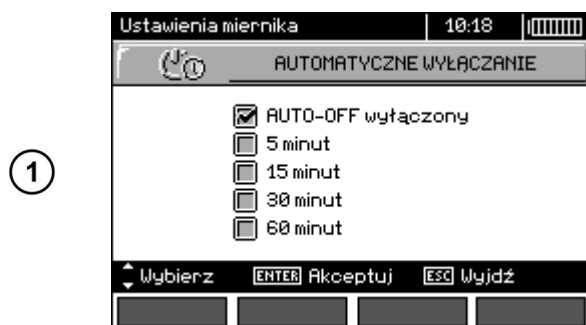 Ustawienia miernika 10:18
AUTOMATYCZNE WYŁĄCZANIE
AUTO-OFF wyłączony
5 minut
15 minut
30 minut
60 minut
1
Wybierz ENTER Akceptuj ESC Wyjdź